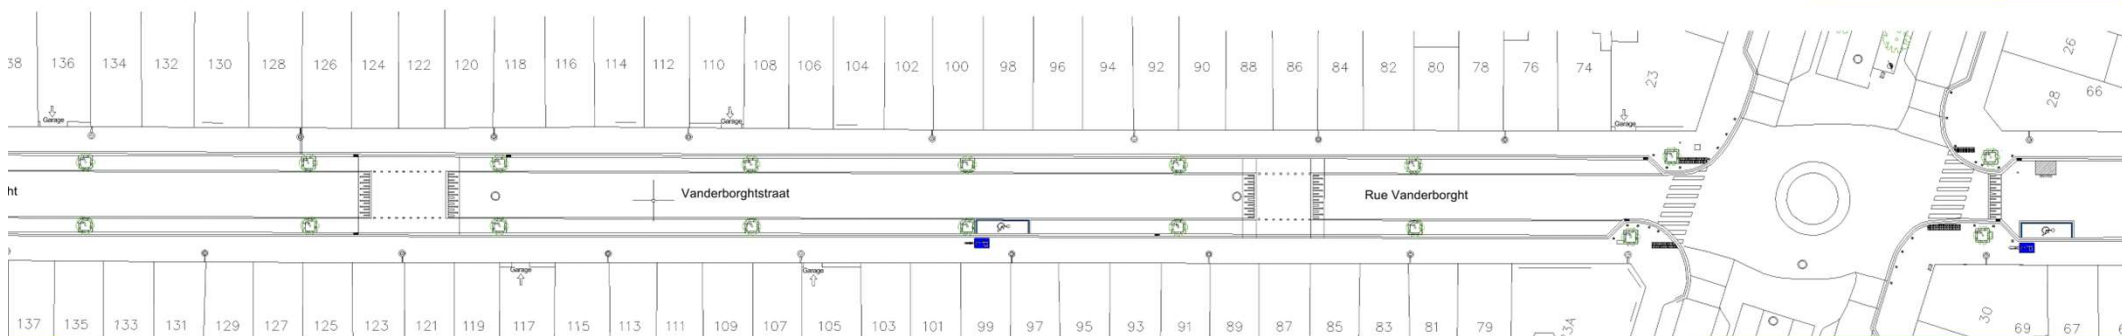 38 136 134 132 130 128 126 124 122 120 118 116 114 112 110 108 106 104 102 100 98 96 94 92 90 88 86 84 82 80 78 76 74 23 26 28 66
Garage Garage Garage
ht Vanderborghtstraat Rue Vanderborght
Garage Garage
137 135 133 131 129 127 125 123 121 119 117 115 113 111 109 107 105 103 101 99 97 95 93 91 89 87 85 83 81 79 30 69 67